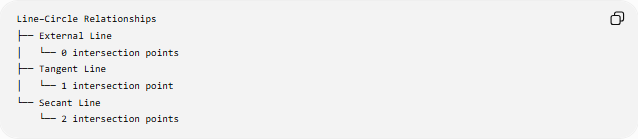 Line–Circle Relationships
├── External Line
│   └── 0 intersection points
├── Tangent Line
│   └── 1 intersection point
└── Secant Line
    └── 2 intersection points